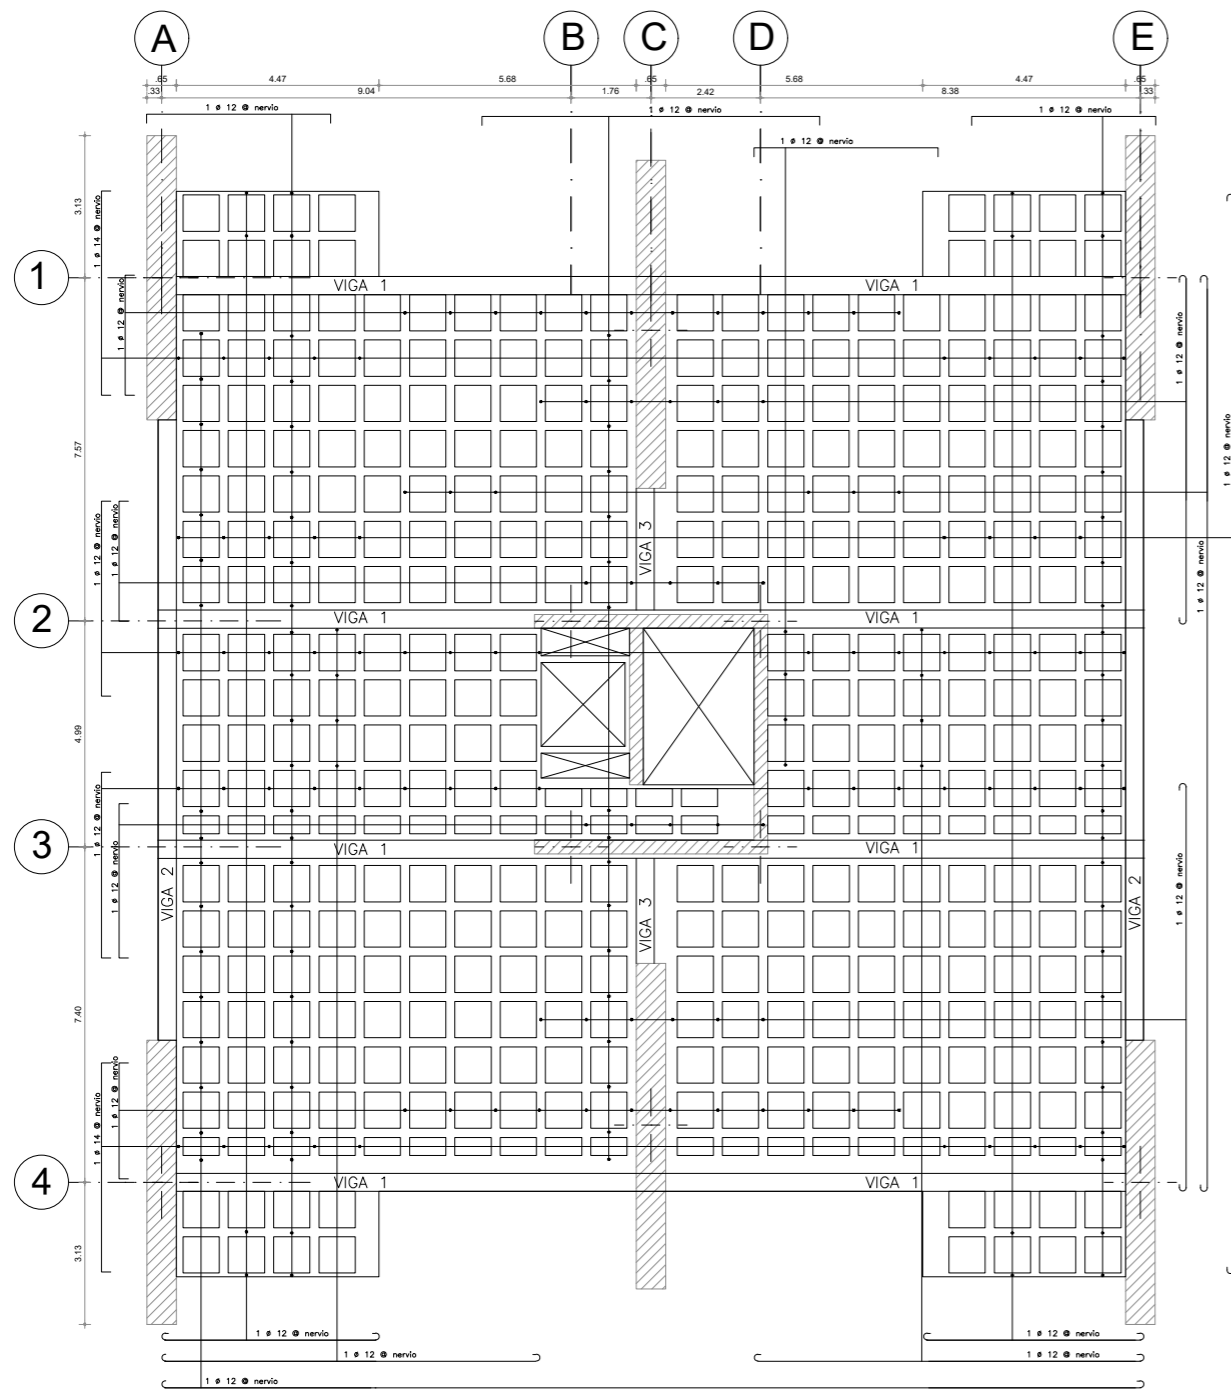 A B C D E
.65 4.47 5.68 .65 5.68 4.47 .65
.33 9.04 1.76 2.42 8.38 .33
1 ø 12 @ nervio
1 ø 12 @ nervio
1 ø 12 @ nervio
1 ø 12 @ nervio
3.13
1 ø 14 @ nervio
1
VIGA 1
VIGA 1
1 ø 12 @ nervio
1 ø 12 @ nervio
7.57
1 ø 12 @ nervio
1 ø 12 @ nervio
1 ø 12 @ nervio
1 ø 12 @ nervio
VIGA 3
1 ø 12 @ nervio
2
VIGA 1
VIGA 1
4.99
1 ø 12 @ nervio
3
VIGA 1
VIGA 1
1 ø 12 @ nervio
VIGA 2
VIGA 3
VIGA 2
1 ø 12 @ nervio
7.40
1 ø 14 @ nervio
1 ø 12 @ nervio
4
VIGA 1
VIGA 1
3.13
1 ø 12 @ nervio
1 ø 12 @ nervio
1 ø 12 @ nervio
1 ø 12 @ nervio